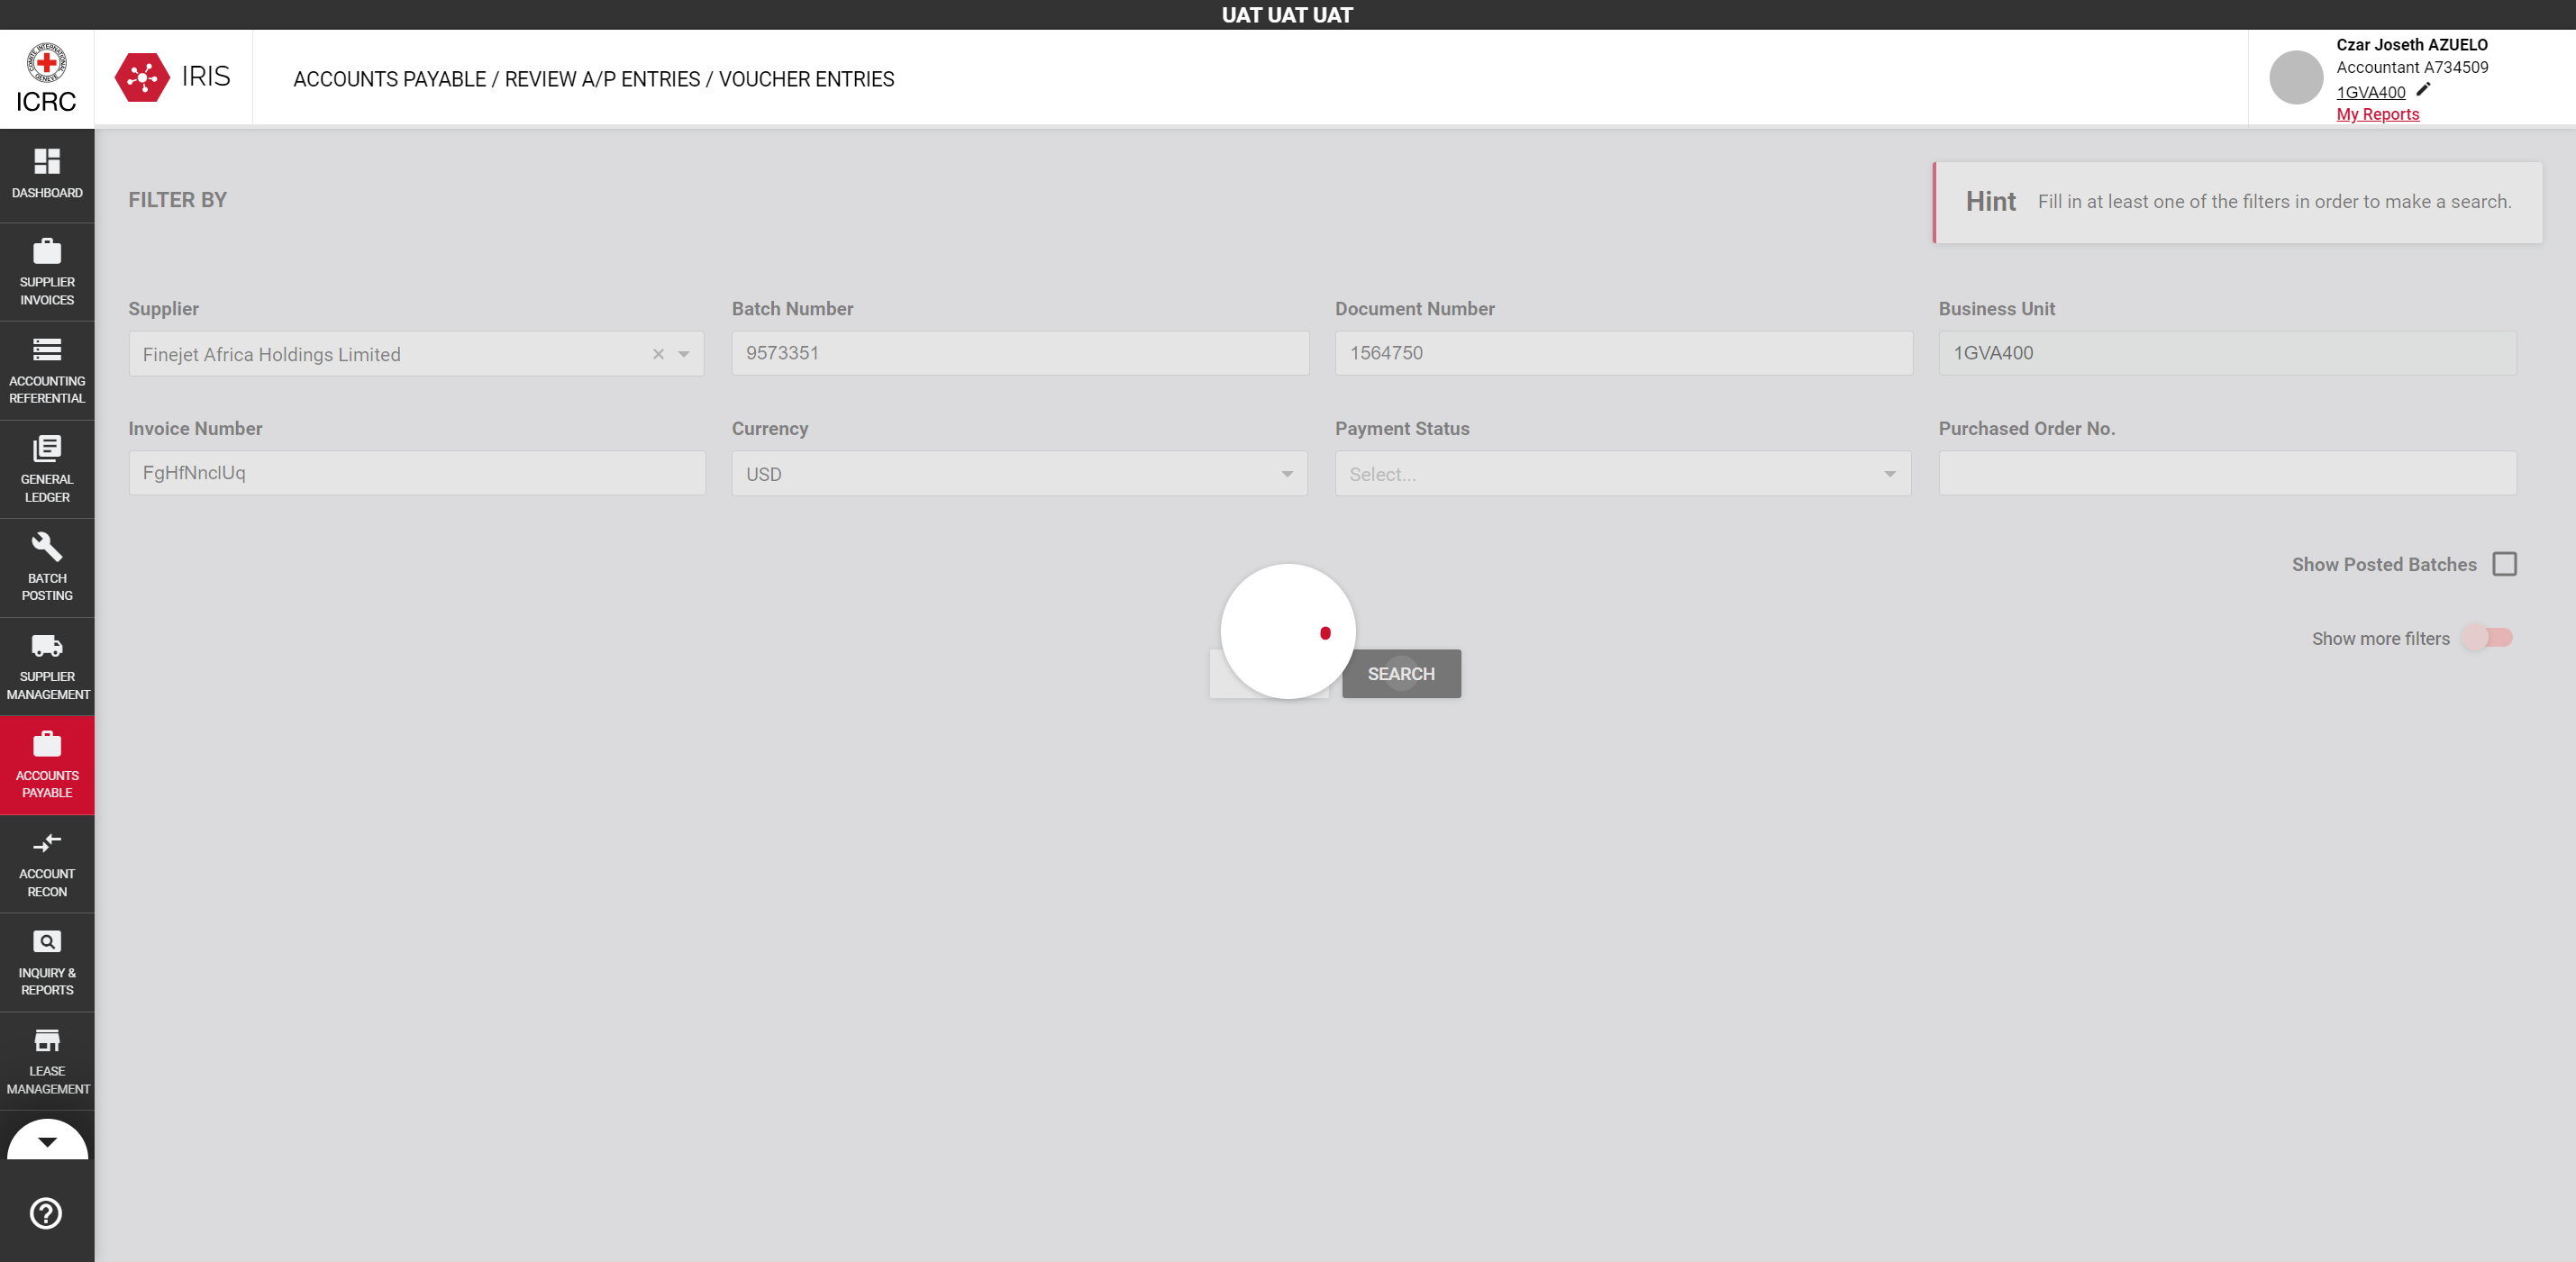 UAT UAT UAT
ICRC
IRIS
ACCOUNTS PAYABLE / REVIEW A/P ENTRIES / VOUCHER ENTRIES
Czar Joseth AZUELO
Accountant A734509
1GVA400
My Reports
DASHBOARD
SUPPLIER
INVOICES
ACCOUNTING
REFERENTIAL
GENERAL
LEDGER
BATCH
POSTING
SUPPLIER
MANAGEMENT
ACCOUNTS
PAYABLE
ACCOUNT
RECON
INQUIRY &
REPORTS
LEASE
MANAGEMENT
FILTER BY
Hint Fill in at least one of the filters in order to make a search.
Supplier Batch Number Document Number Business Unit
Finejet Africa Holdings Limited 9573351 1564750 1GVA400
Invoice Number Currency Payment Status Purchased Order No.
USD Select...
Show Posted Batches
Show more filters
SEARCH